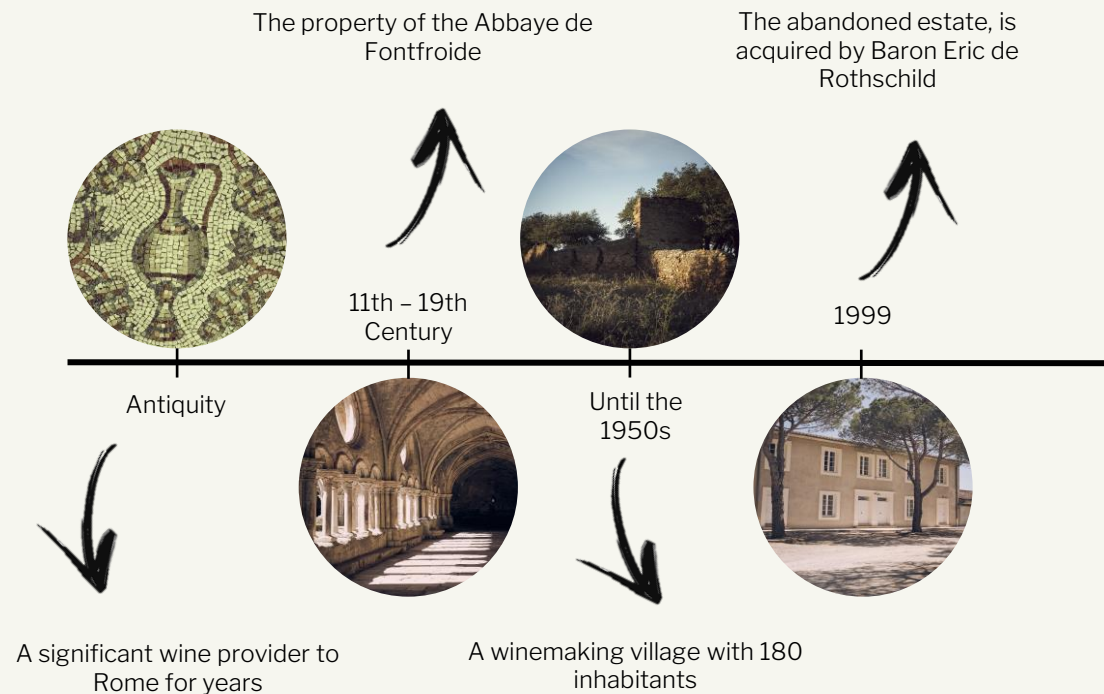 The property of the Abbaye de
Fontfroide
The abandoned estate, is
acquired by Baron Eric de
Rothschild
11th – 19th
Century
1999
Antiquity
Until the
1950s
A significant wine provider to
Rome for years
A winemaking village with 180
inhabitants